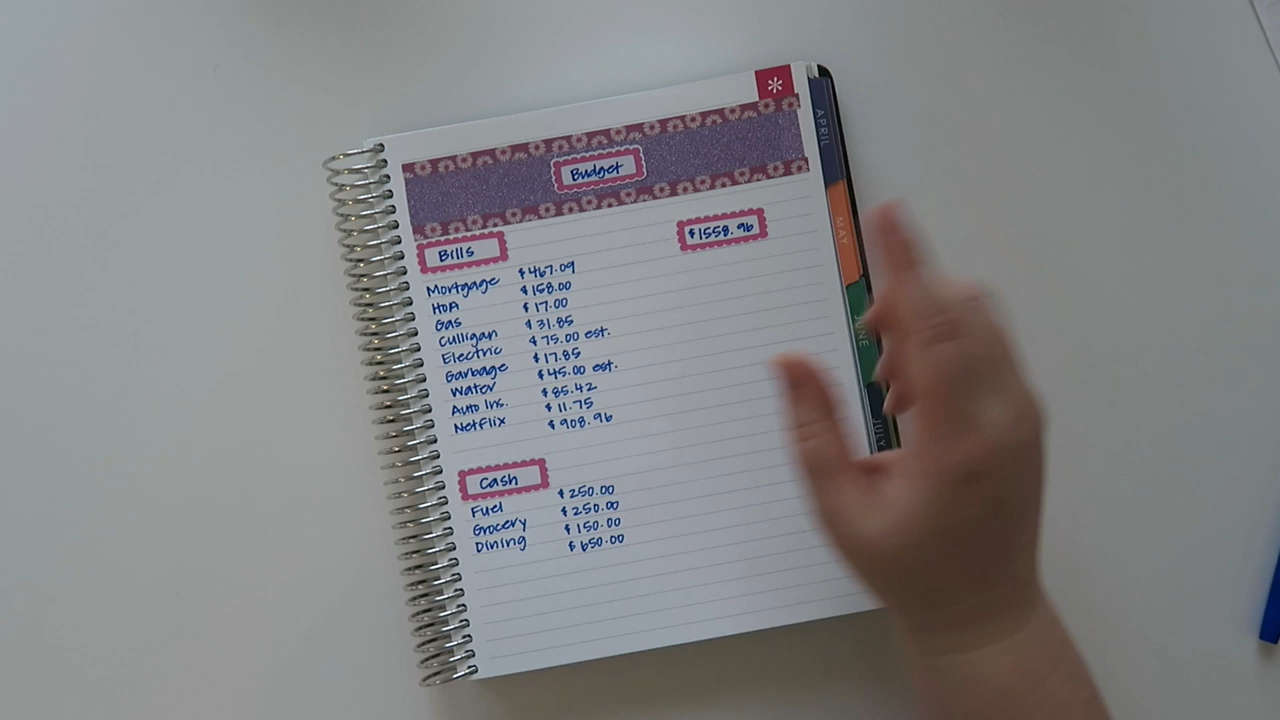 *
Budget
$1558.96
Bills
Mortgage $467.09
HOA $158.00
Gas $17.00
Culligan $31.85
Electric $75.00 est.
Garbage $17.85
Water $45.00 est.
Auto Ins. $85.42
Netflix $11.75
$908.96
Cash
Fuel $250.00
Grocery $250.00
Dining $150.00
$650.00
APRIL
MAY
JUNE
JULY